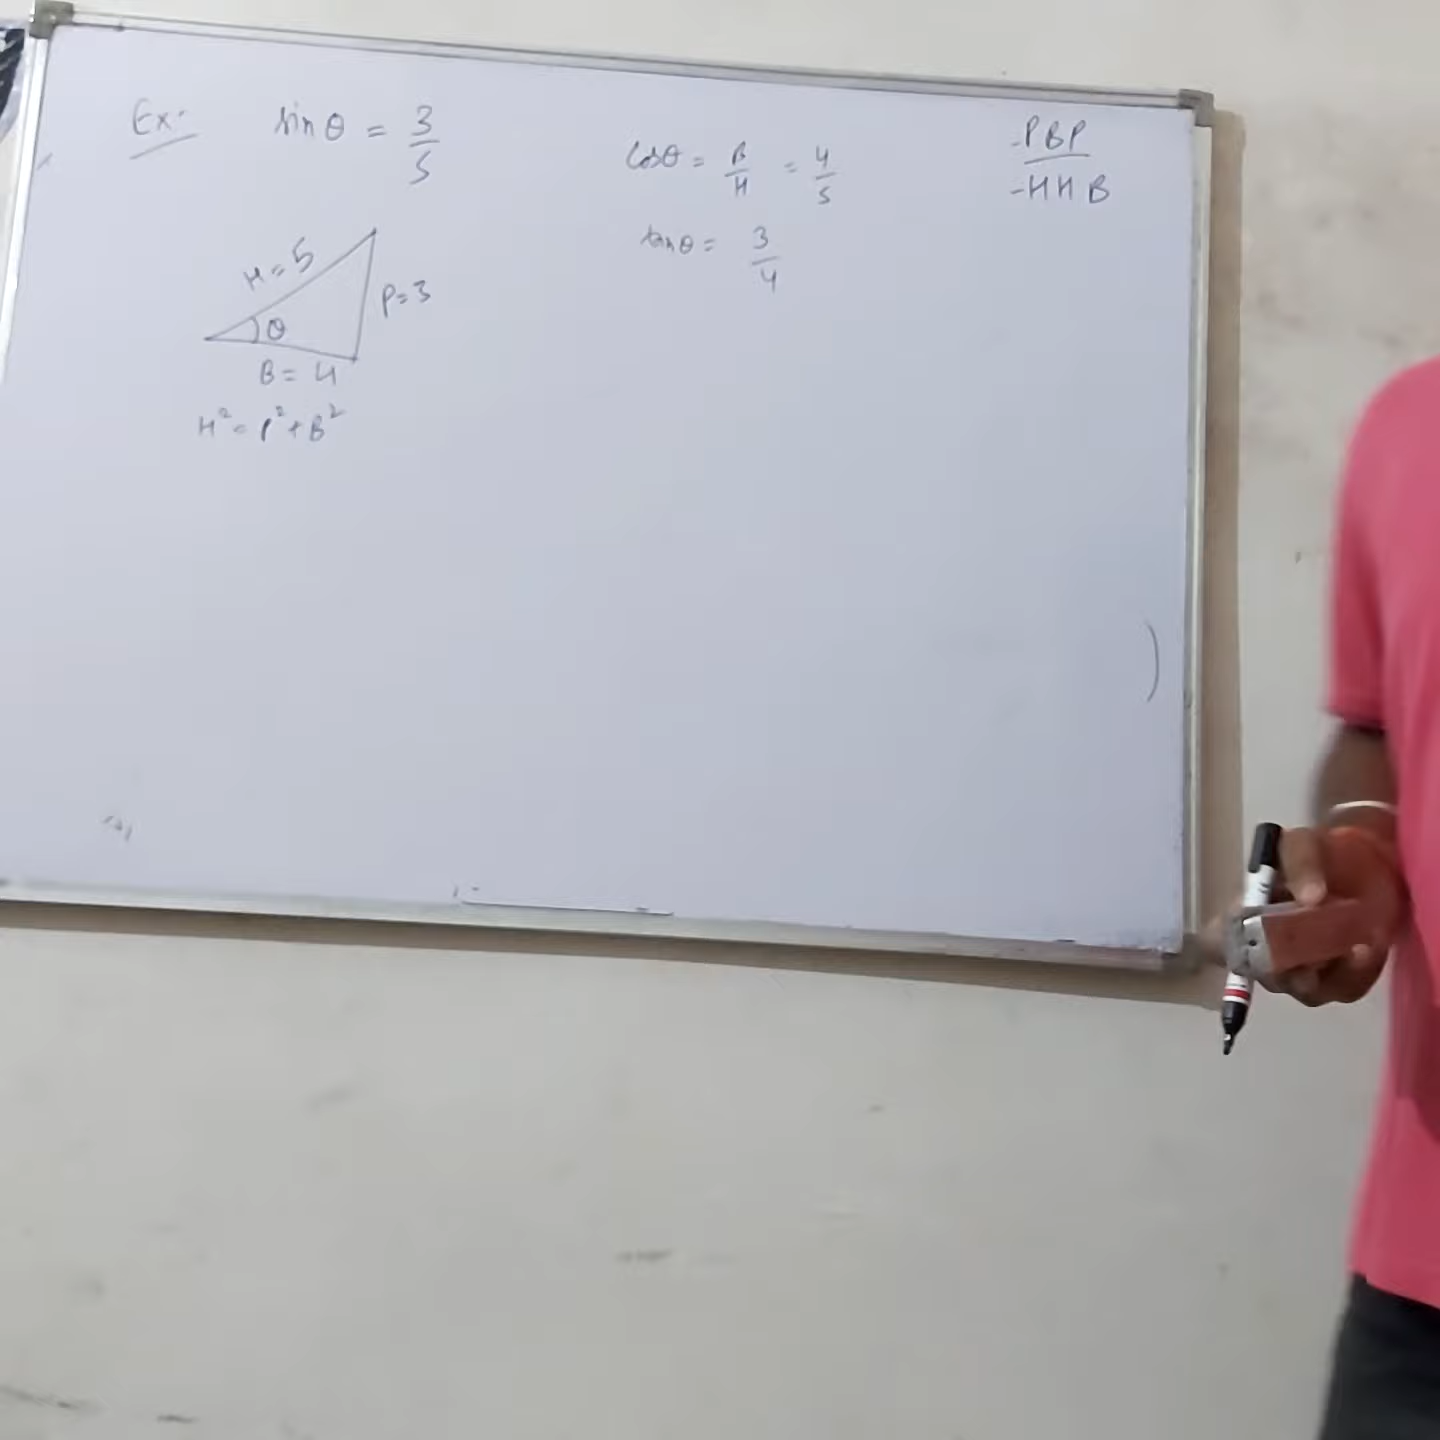 Ex:- sinθ = 3/5
cosθ = B/H = 4/5
tanθ = 3/4
-PBP
-HHB
H=5
P=3
θ
B=4
H²=P²+B²